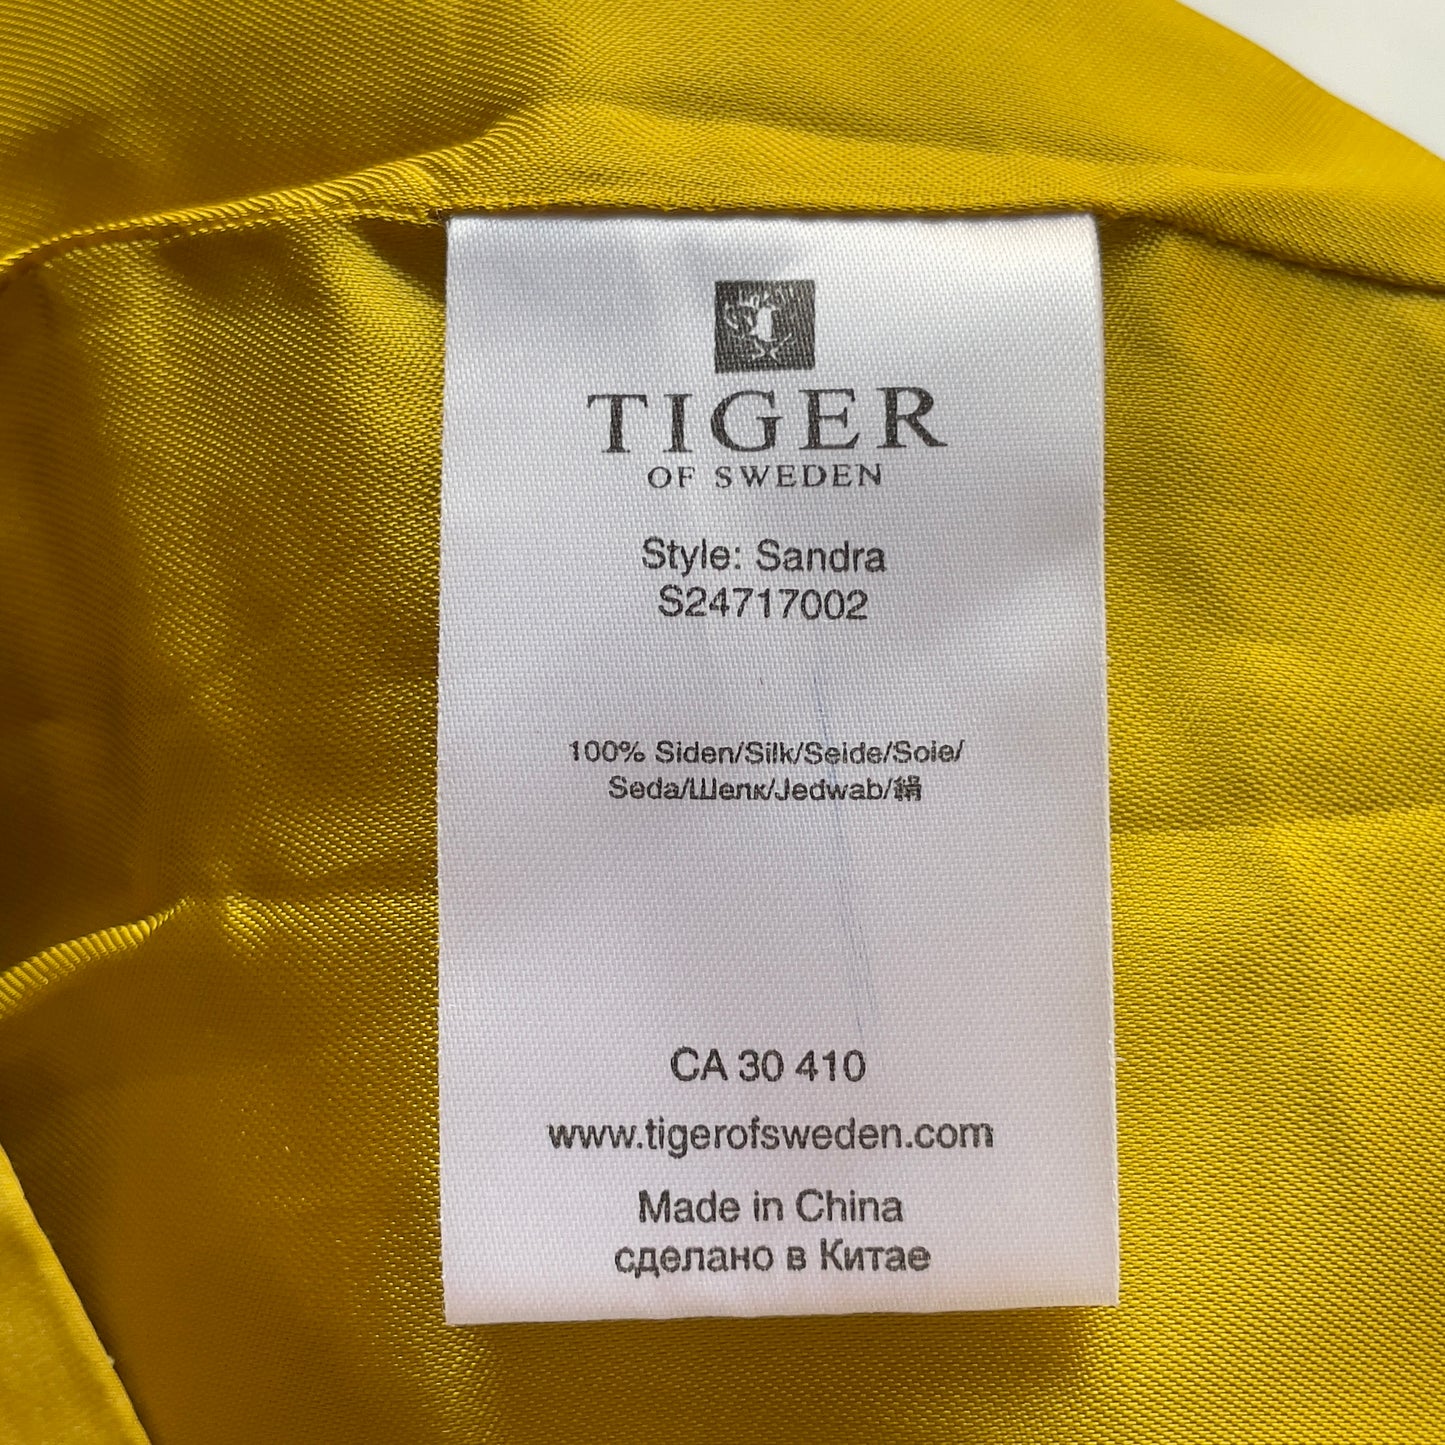 TIGER
OF SWEDEN
Style: Sandra
S24717002
100% Siden/Silk/Seide/Soie/
Seda/Шелк/Jedwab/絹
CA 30 410
www.tigerofsweden.com
Made in China
сделано в Китае